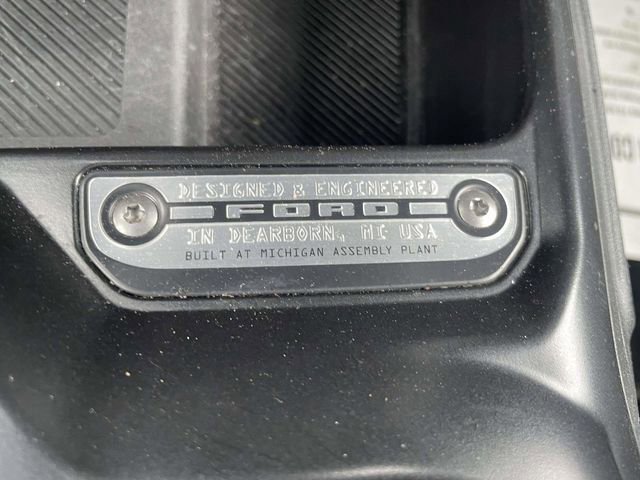 DESIGNED & ENGINEERED
FORD
IN DEARBORN, MI USA
BUILT AT MICHIGAN ASSEMBLY PLANT